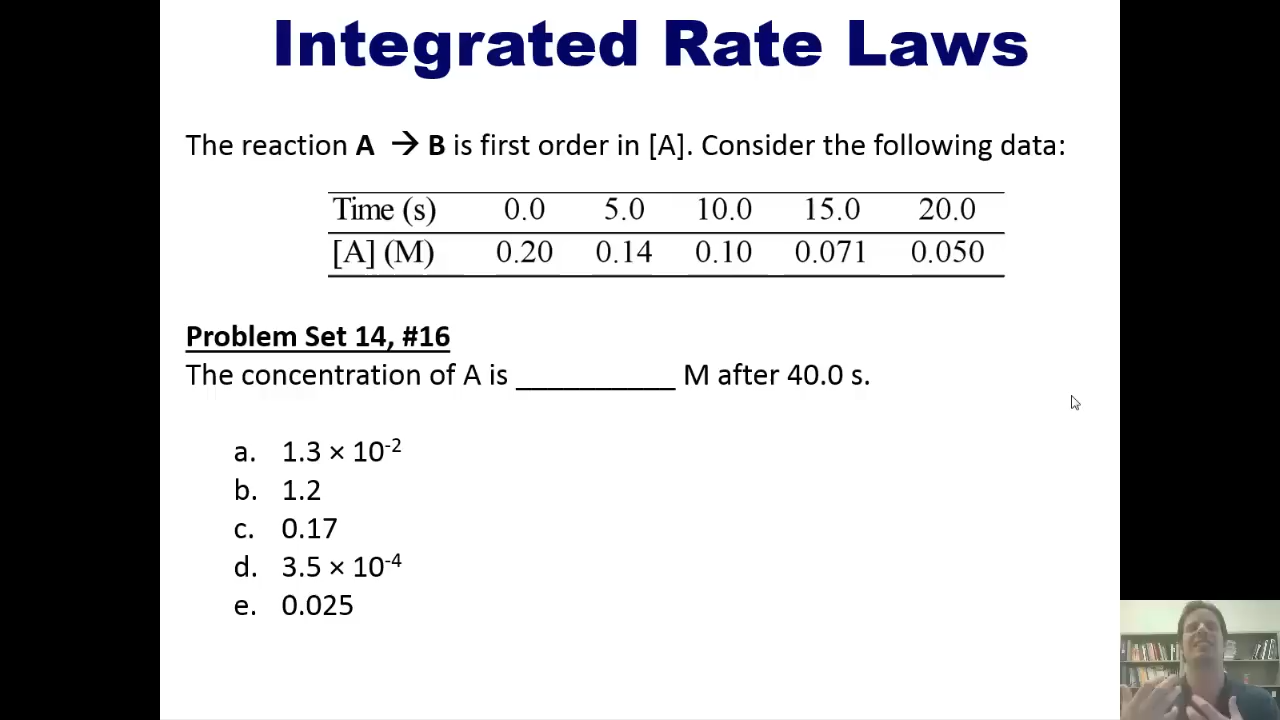 Integrated Rate Laws
The reaction A → B is first order in [A]. Consider the following data:
Time (s) 0.0 5.0 10.0 15.0 20.0
[A] (M) 0.20 0.14 0.10 0.071 0.050
Problem Set 14, #16
The concentration of A is ___________ M after 40.0 s.
a. 1.3 × 10⁻²
b. 1.2
c. 0.17
d. 3.5 × 10⁻⁴
e. 0.025